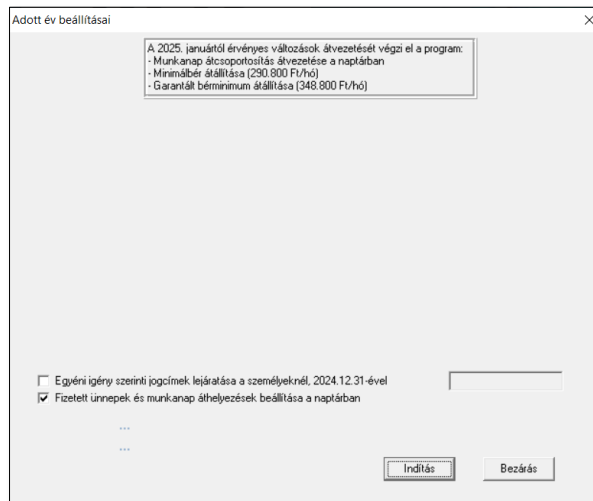 Adott év beállításai
A 2025. januártól érvényes változások átvezetését végzi el a program:
- Munkanap átcsoportosítás átvezetése a naptárban
- Minimálbér átállítása (290.800 Ft/hó)
- Garantált bérminimum átállítása (348.800 Ft/hó)
Egyéni igény szerinti jogcímek lejáratása a személyeknél, 2024.12.31-ével
Fizetett ünnepek és munkanap áthelyezések beállítása a naptárban
...
...
Indítás
Bezárás